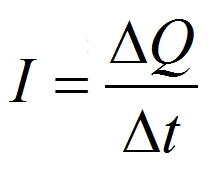 I = ΔQ / Δt